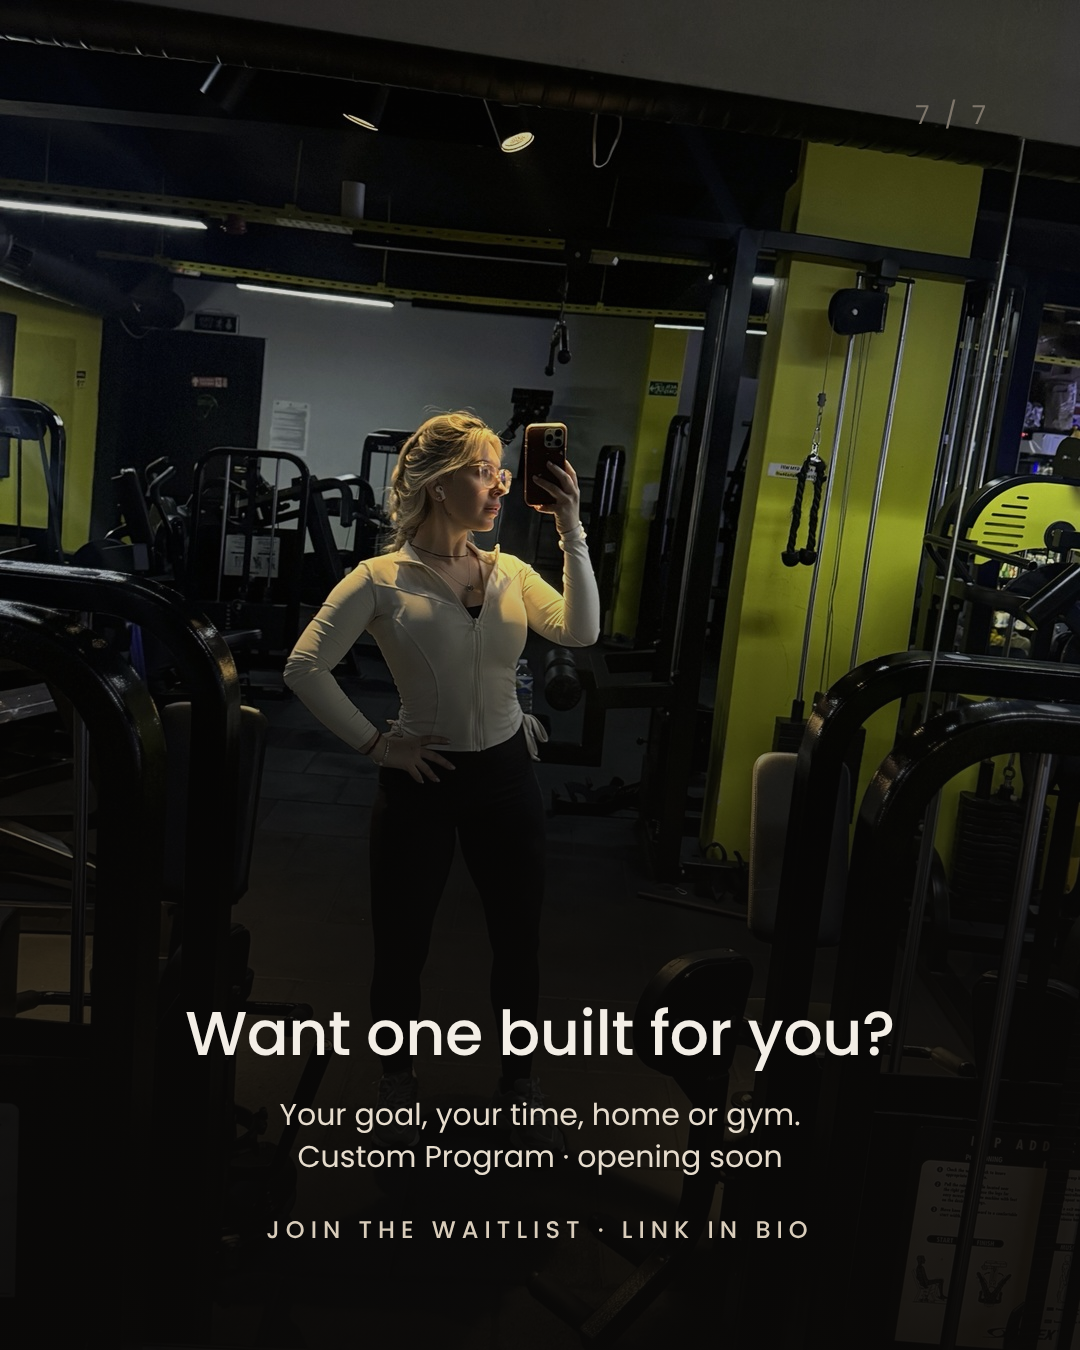 7 / 7
Want one built for you?
Your goal, your time, home or gym.
Custom Program · opening soon
JOIN THE WAITLIST · LINK IN BIO